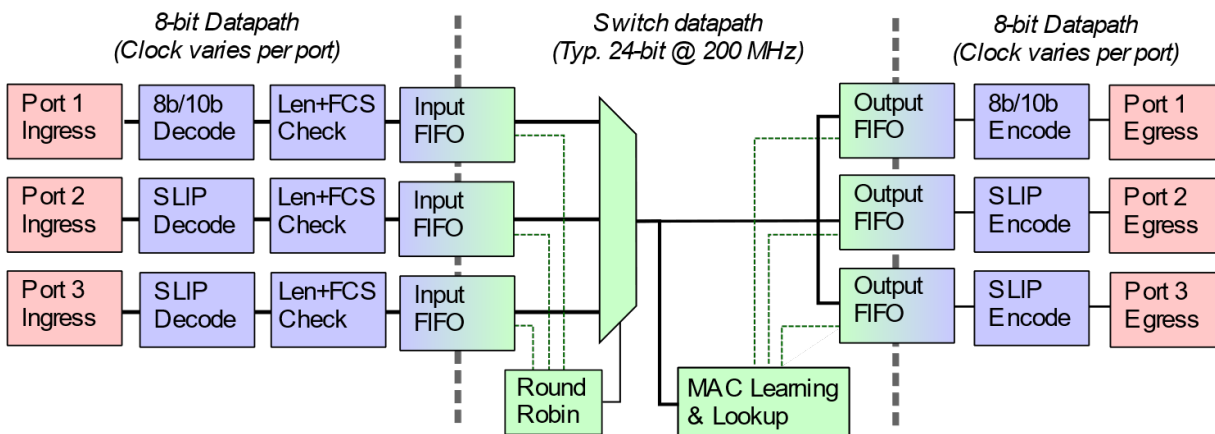 8-bit Datapath
(Clock varies per port)
Switch datapath
(Typ. 24-bit @ 200 MHz)
8-bit Datapath
(Clock varies per port)
Port 1
Ingress
8b/10b
Decode
Len+FCS
Check
Input
FIFO
Output
FIFO
8b/10b
Encode
Port 1
Egress
Port 2
Ingress
SLIP
Decode
Len+FCS
Check
Input
FIFO
Output
FIFO
SLIP
Encode
Port 2
Egress
Port 3
Ingress
SLIP
Decode
Len+FCS
Check
Input
FIFO
Output
FIFO
SLIP
Encode
Port 3
Egress
Round
Robin
MAC Learning
& Lookup